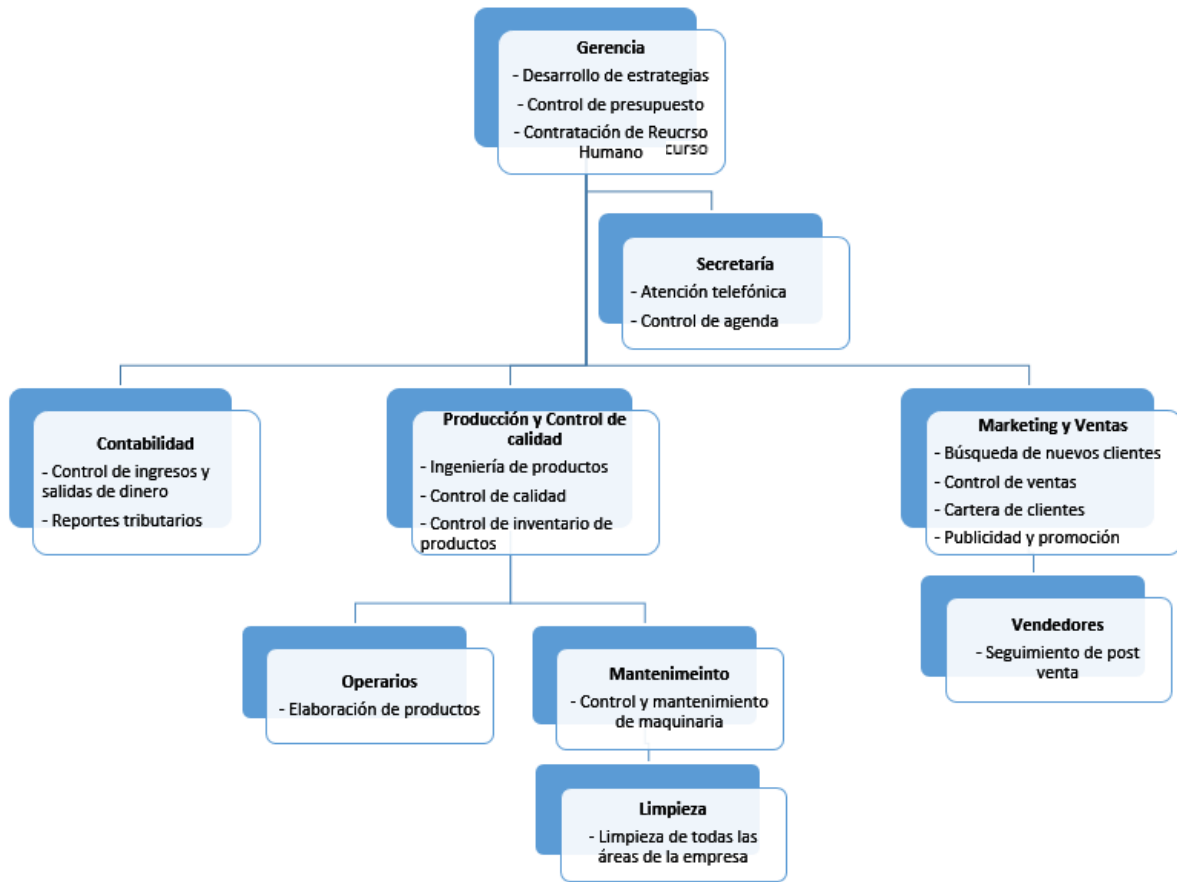 Gerencia
- Desarrollo de estrategias
- Control de presupuesto
- Contratación de Reucrso
Humano curso
Secretaría
- Atención telefónica
- Control de agenda
Contabilidad
- Control de ingresos y
salidas de dinero
- Reportes tributarios
Producción y Control de
calidad
- Ingeniería de productos
- Control de calidad
- Control de inventario de
productos
Marketing y Ventas
- Búsqueda de nuevos clientes
- Control de ventas
- Cartera de clientes
- Publicidad y promoción
Operarios
- Elaboración de productos
Mantenimeinto
- Control y mantenimiento
de maquinaria
Vendedores
- Seguimiento de post
venta
Limpieza
- Limpieza de todas las
áreas de la empresa